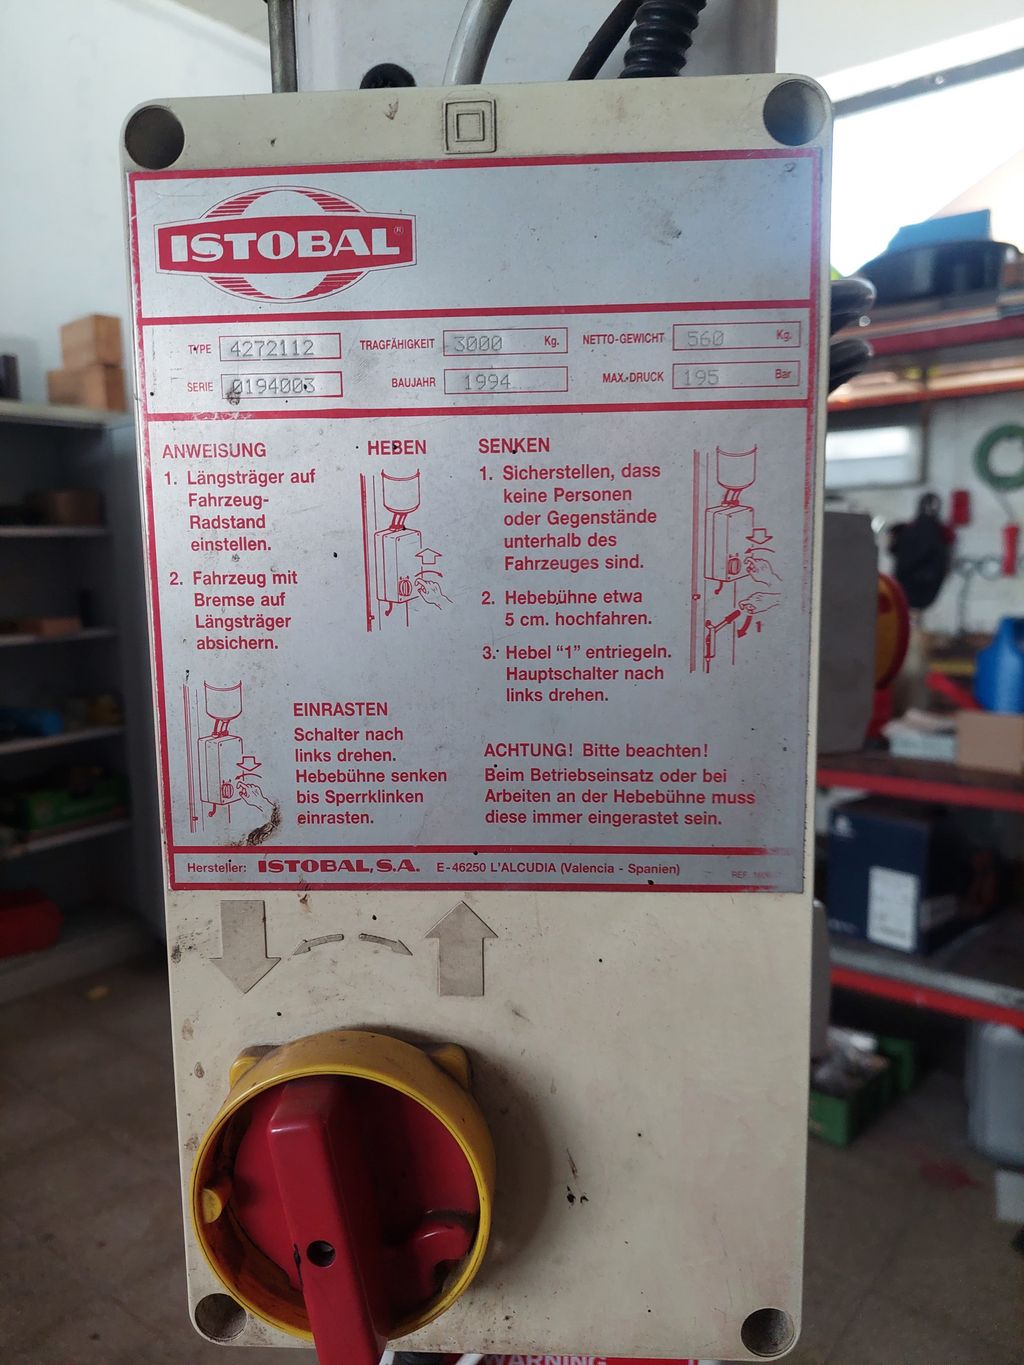 ISTOBAL®
TYPE 4272112 TRAGFÄHIGKEIT 3000 Kg. NETTO-GEWICHT 560 Kg.
SERIE 0194003 BAUJAHR 1994 MAX.DRUCK 195 Bar
ANWEISUNG
1. Längsträger auf
Fahrzeug-
Radstand
einstellen.
2. Fahrzeug mit
Bremse auf
Längsträger
absichern.
HEBEN
SENKEN
1. Sicherstellen, dass
keine Personen
oder Gegenstände
unterhalb des
Fahrzeuges sind.
2. Hebebühne etwa
5 cm. hochfahren.
3. Hebel “1” entriegeln.
Hauptschalter nach
links drehen.
1
EINRASTEN
Schalter nach
links drehen.
Hebebühne senken
bis Sperrklinken
einrasten.
ACHTUNG! Bitte beachten!
Beim Betriebseinsatz oder bei
Arbeiten an der Hebebühne muss
diese immer eingerastet sein.
Hersteller: ISTOBAL, S.A. E-46250 L'ALCUDIA (Valencia - Spanien) REF.
WARNING